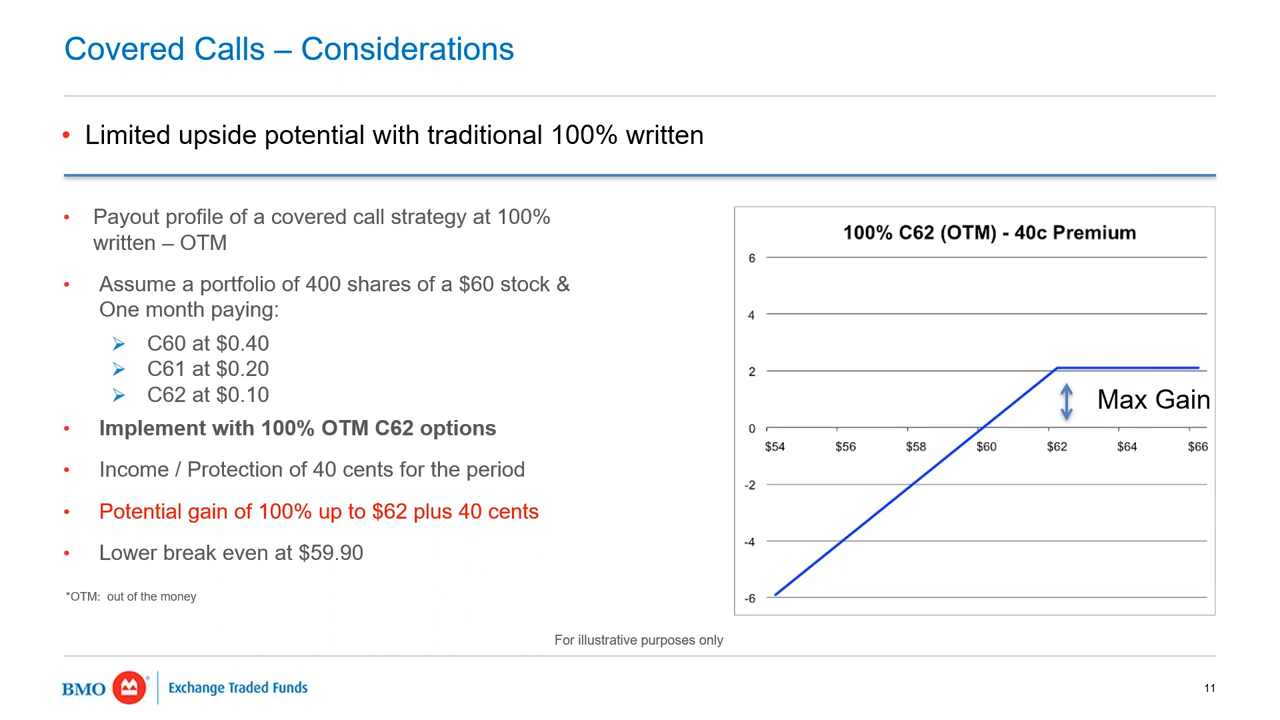 Covered Calls – Considerations
• Limited upside potential with traditional 100% written
• Payout profile of a covered call strategy at 100%
written – OTM
• Assume a portfolio of 400 shares of a $60 stock &
One month paying:
➢ C60 at $0.40
➢ C61 at $0.20
➢ C62 at $0.10
• Implement with 100% OTM C62 options
• Income / Protection of 40 cents for the period
• Potential gain of 100% up to $62 plus 40 cents
• Lower break even at $59.90
*OTM: out of the money
100% C62 (OTM) - 40c Premium
6
4
2
Max Gain
0
$54 $56 $58 $60 $62 $64 $66
-2
-4
-6
For illustrative purposes only
BMO Exchange Traded Funds
11